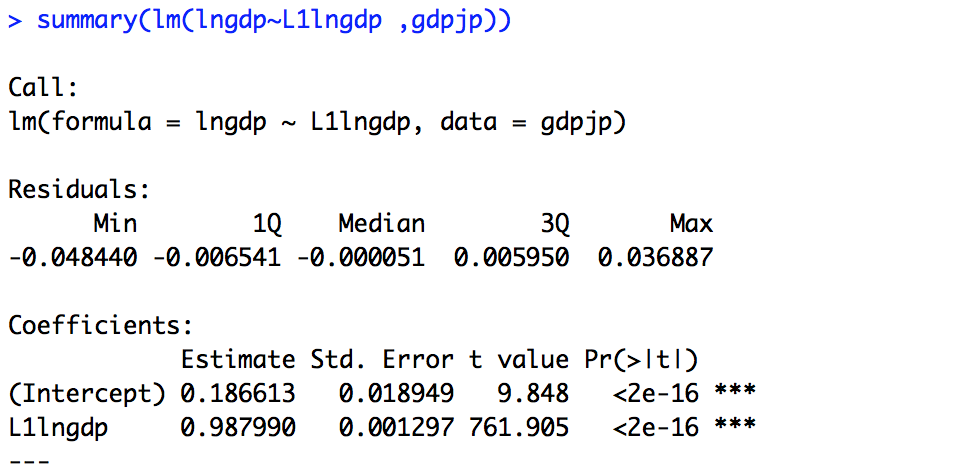 > summary(lm(lngdp~L1lngdp ,gdpjp))
Call:
lm(formula = lngdp ~ L1lngdp, data = gdpjp)
Residuals:
Min 1Q Median 3Q Max
-0.048440 -0.006541 -0.000051 0.005950 0.036887
Coefficients:
Estimate Std. Error t value Pr(>|t|)
(Intercept) 0.186613 0.018949 9.848 <2e-16 ***
L1lngdp 0.987990 0.001297 761.905 <2e-16 ***
---